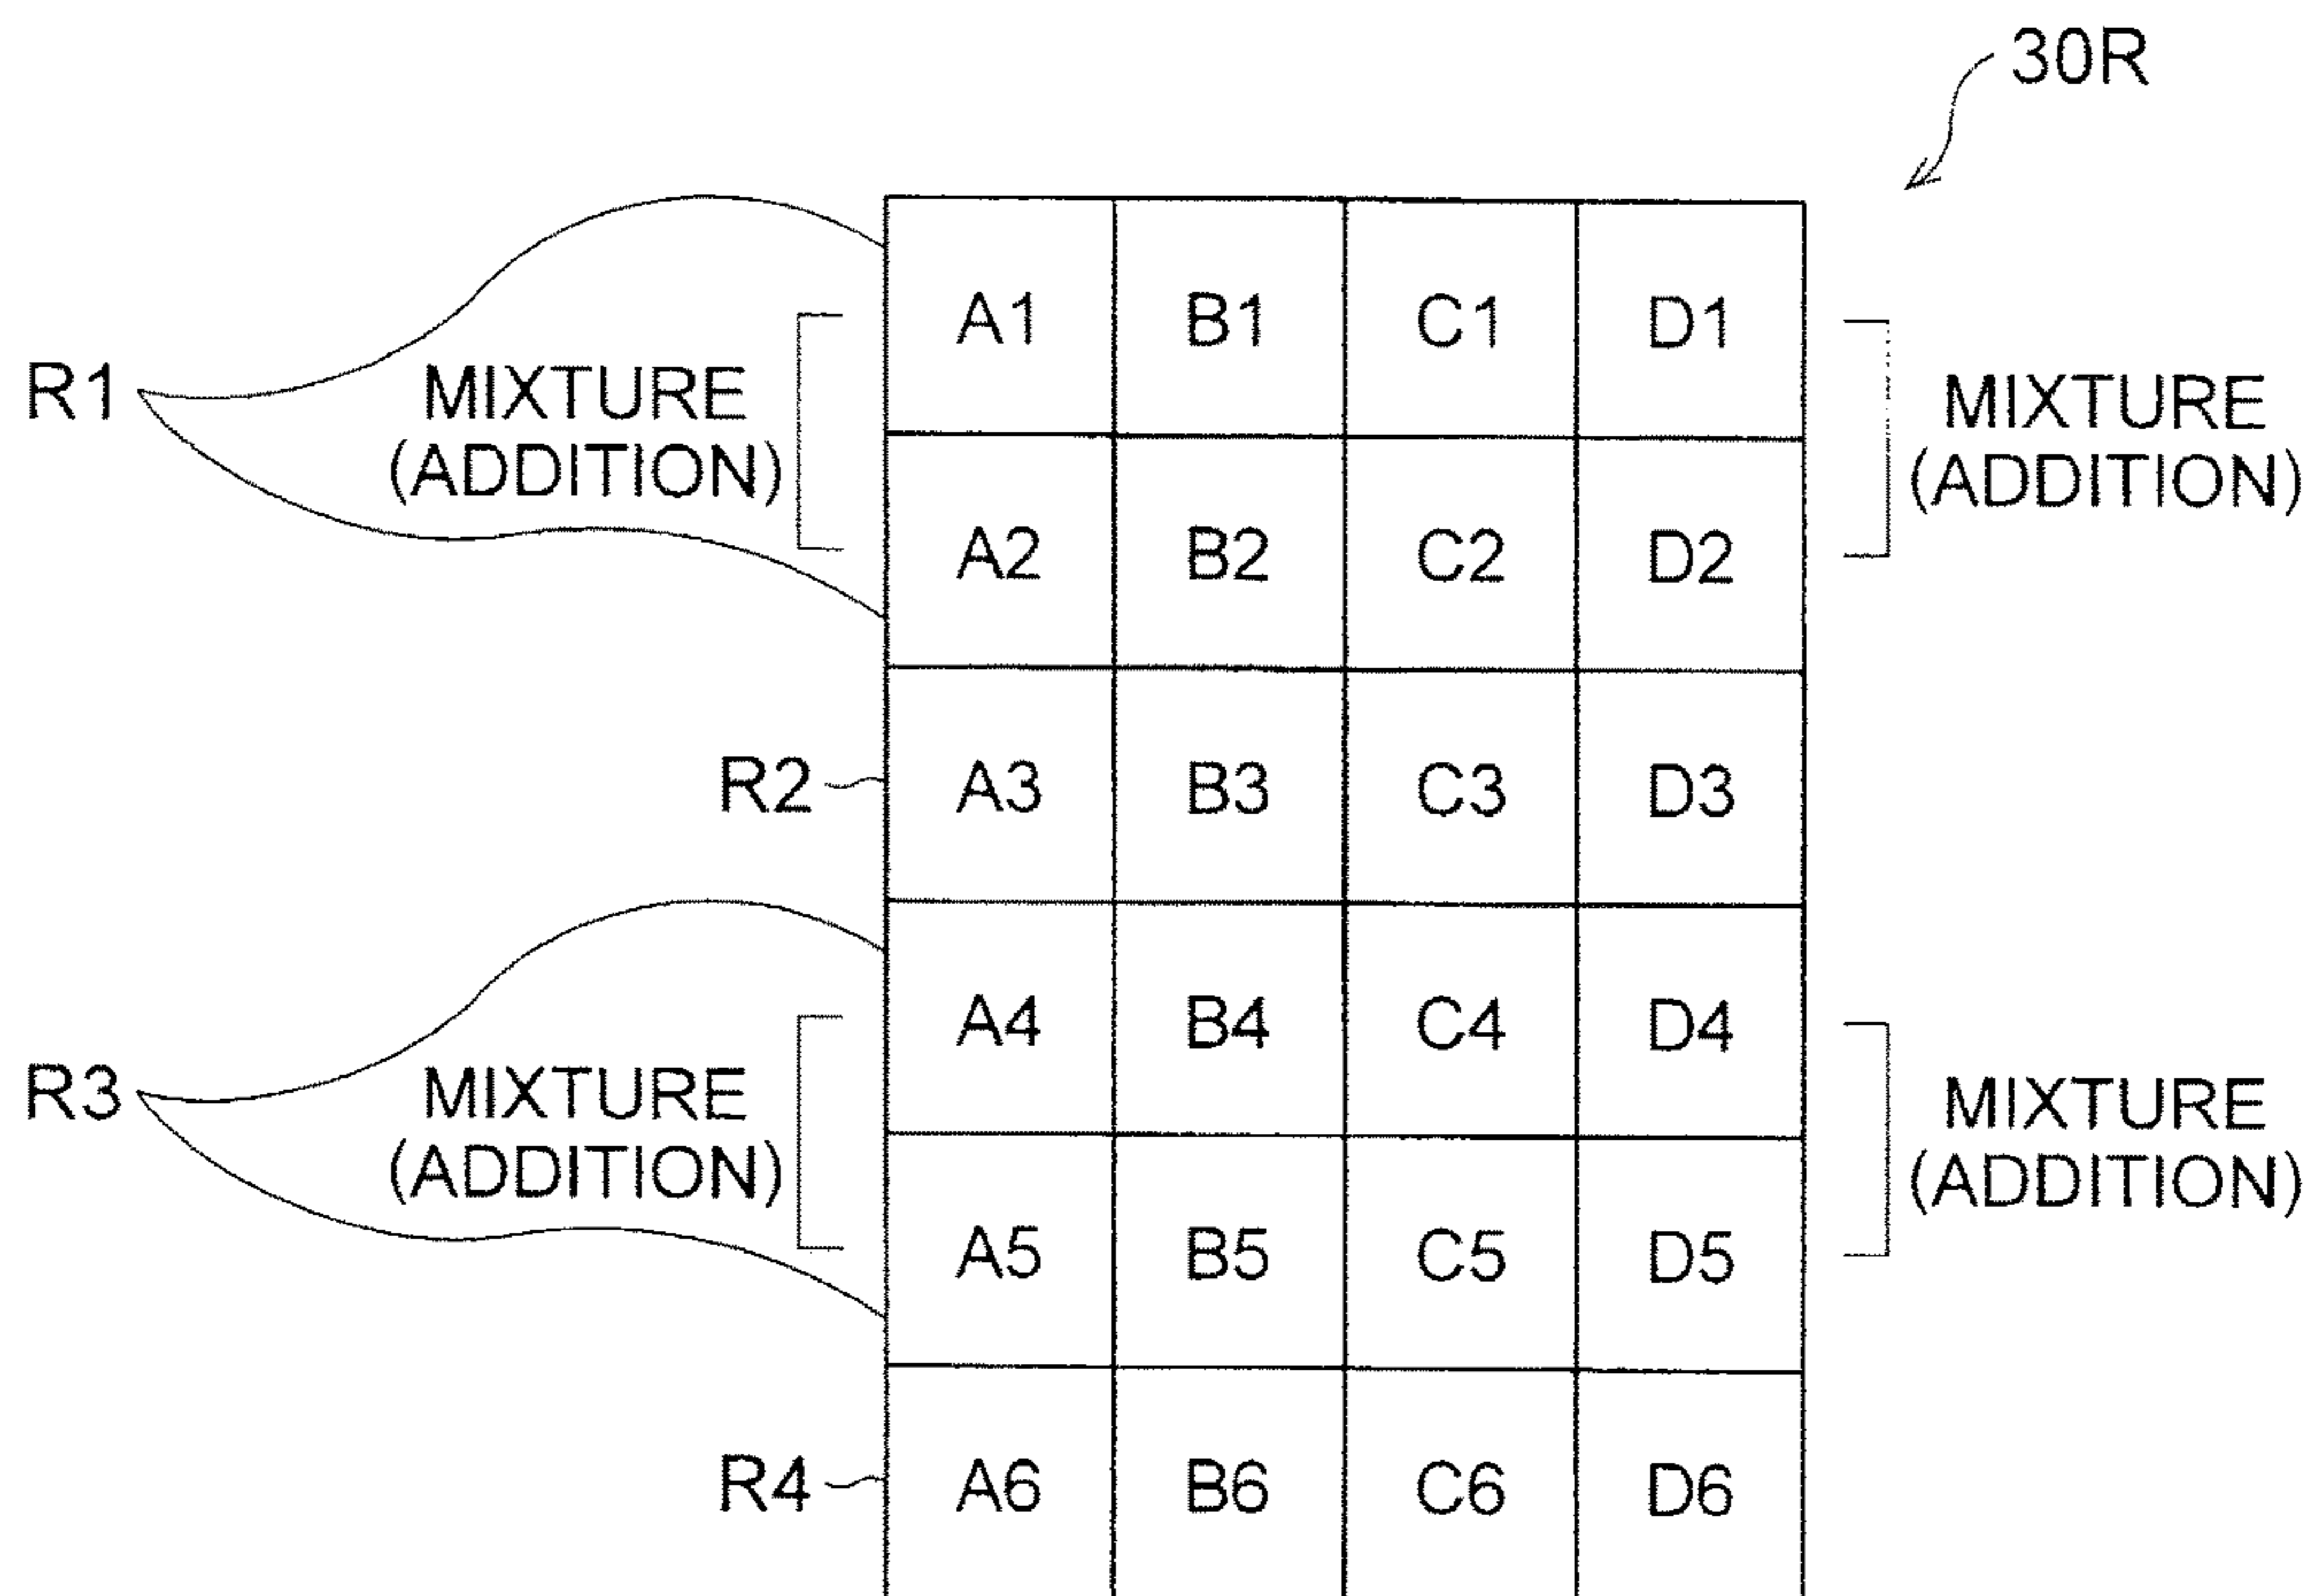 30R
A1 B1 C1 D1
R1 MIXTURE MIXTURE
(ADDITION) (ADDITION)
A2 B2 C2 D2
R2 A3 B3 C3 D3
A4 B4 C4 D4
R3 MIXTURE MIXTURE
(ADDITION) (ADDITION)
A5 B5 C5 D5
R4 A6 B6 C6 D6